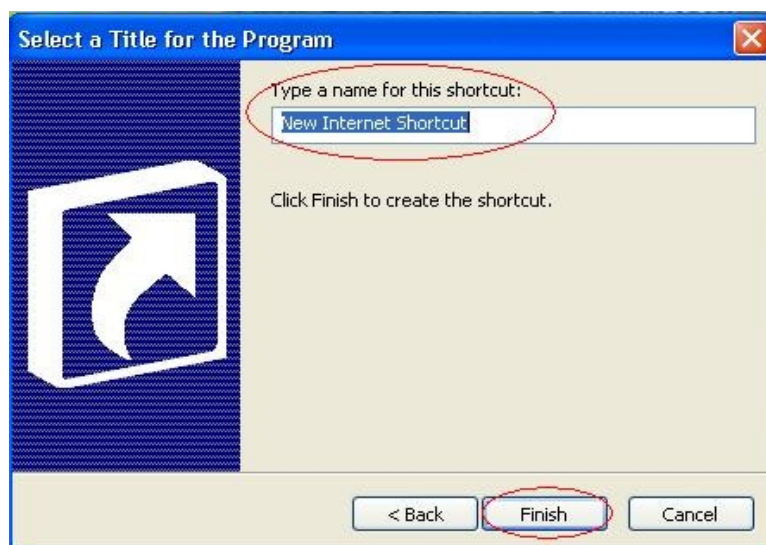 Select a Title for the Program
Type a name for this shortcut:
New Internet Shortcut
Click Finish to create the shortcut.
< Back Finish Cancel